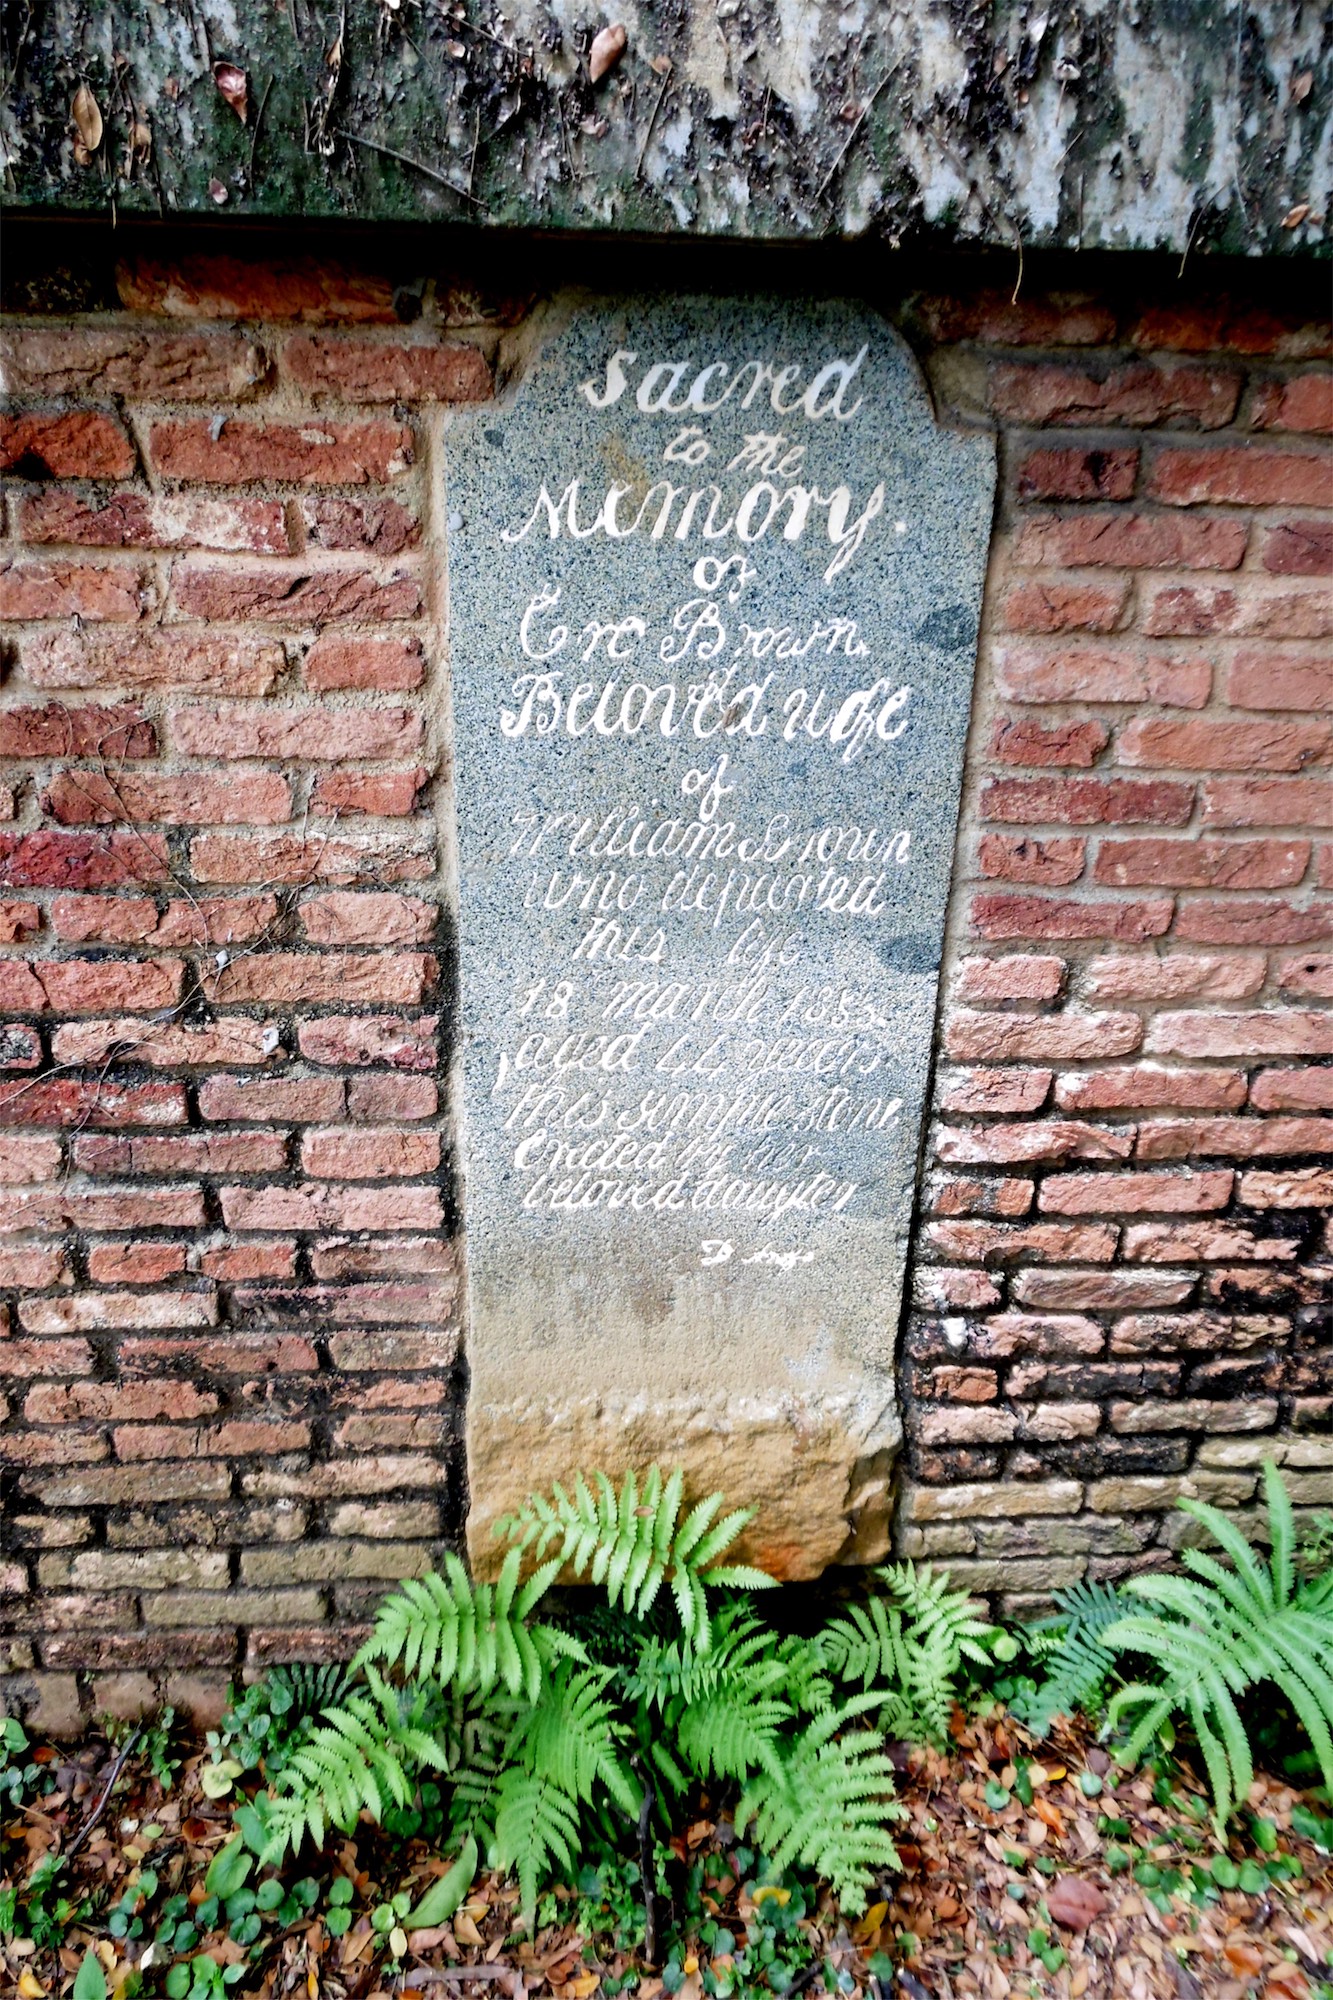 Sacred
to the
Memory.
of
Brown.
Beloved wife
of
William Brown
who departed
this life
18 March 1885.
aged 44 years
this simple stone
Erected by her
beloved daughter
D